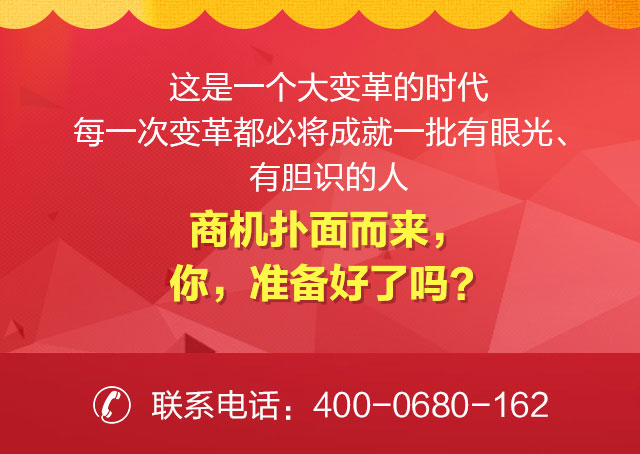 这是一个大变革的时代
每一次变革都必将成就一批有眼光、
有胆识的人
商机扑面而来，
你，准备好了吗?
联系电话：400-0680-162